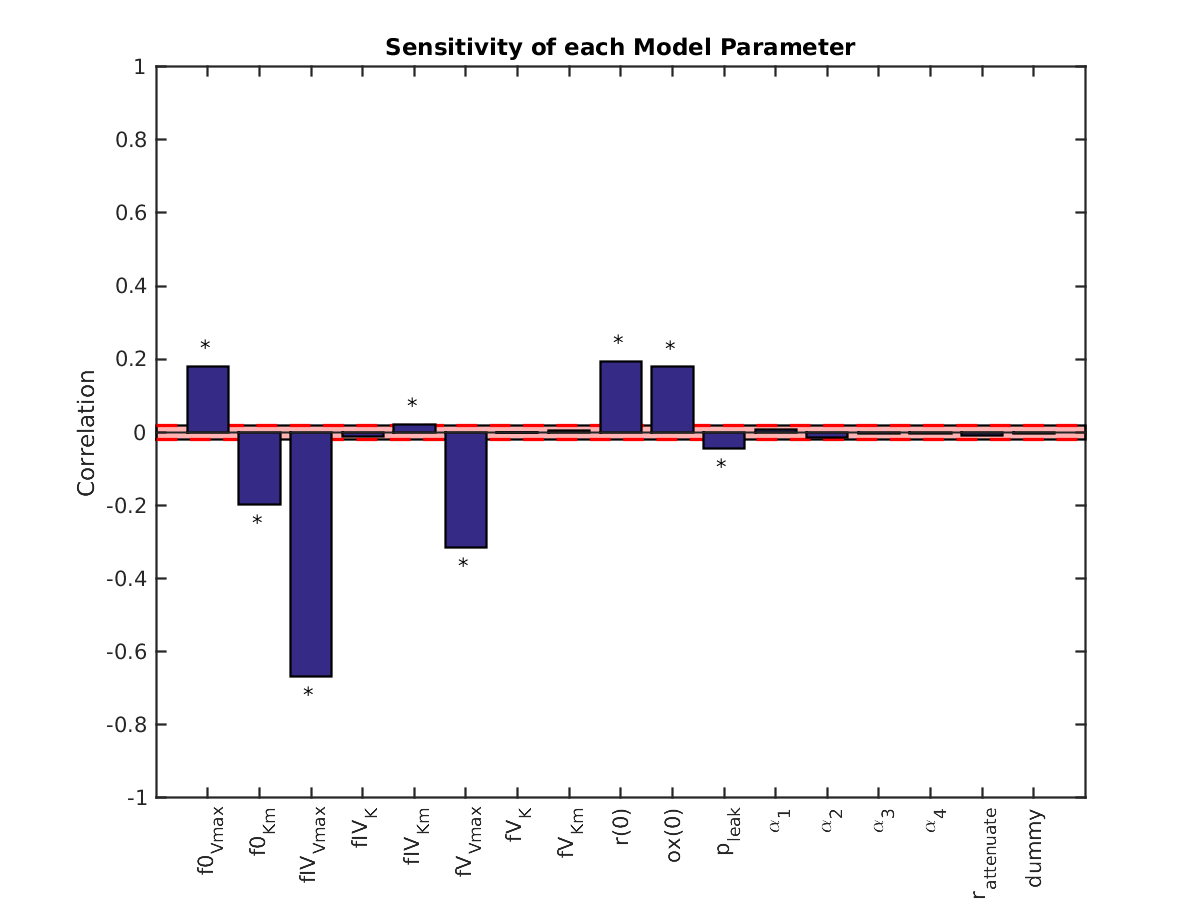 Sensitivity of each Model Parameter
1
0.8
0.6
0.4
0.2
0
-0.2
-0.4
-0.6
-0.8
-1
Correlation
*
*
*
*
*
*
*
*
f0Vmax
f0Km
fIVVmax
fIVK
fIVKm
fVVmax
fVK
fVKm
r(0)
ox(0)
pleak
α1
α2
α3
α4
rattenuate
dummy